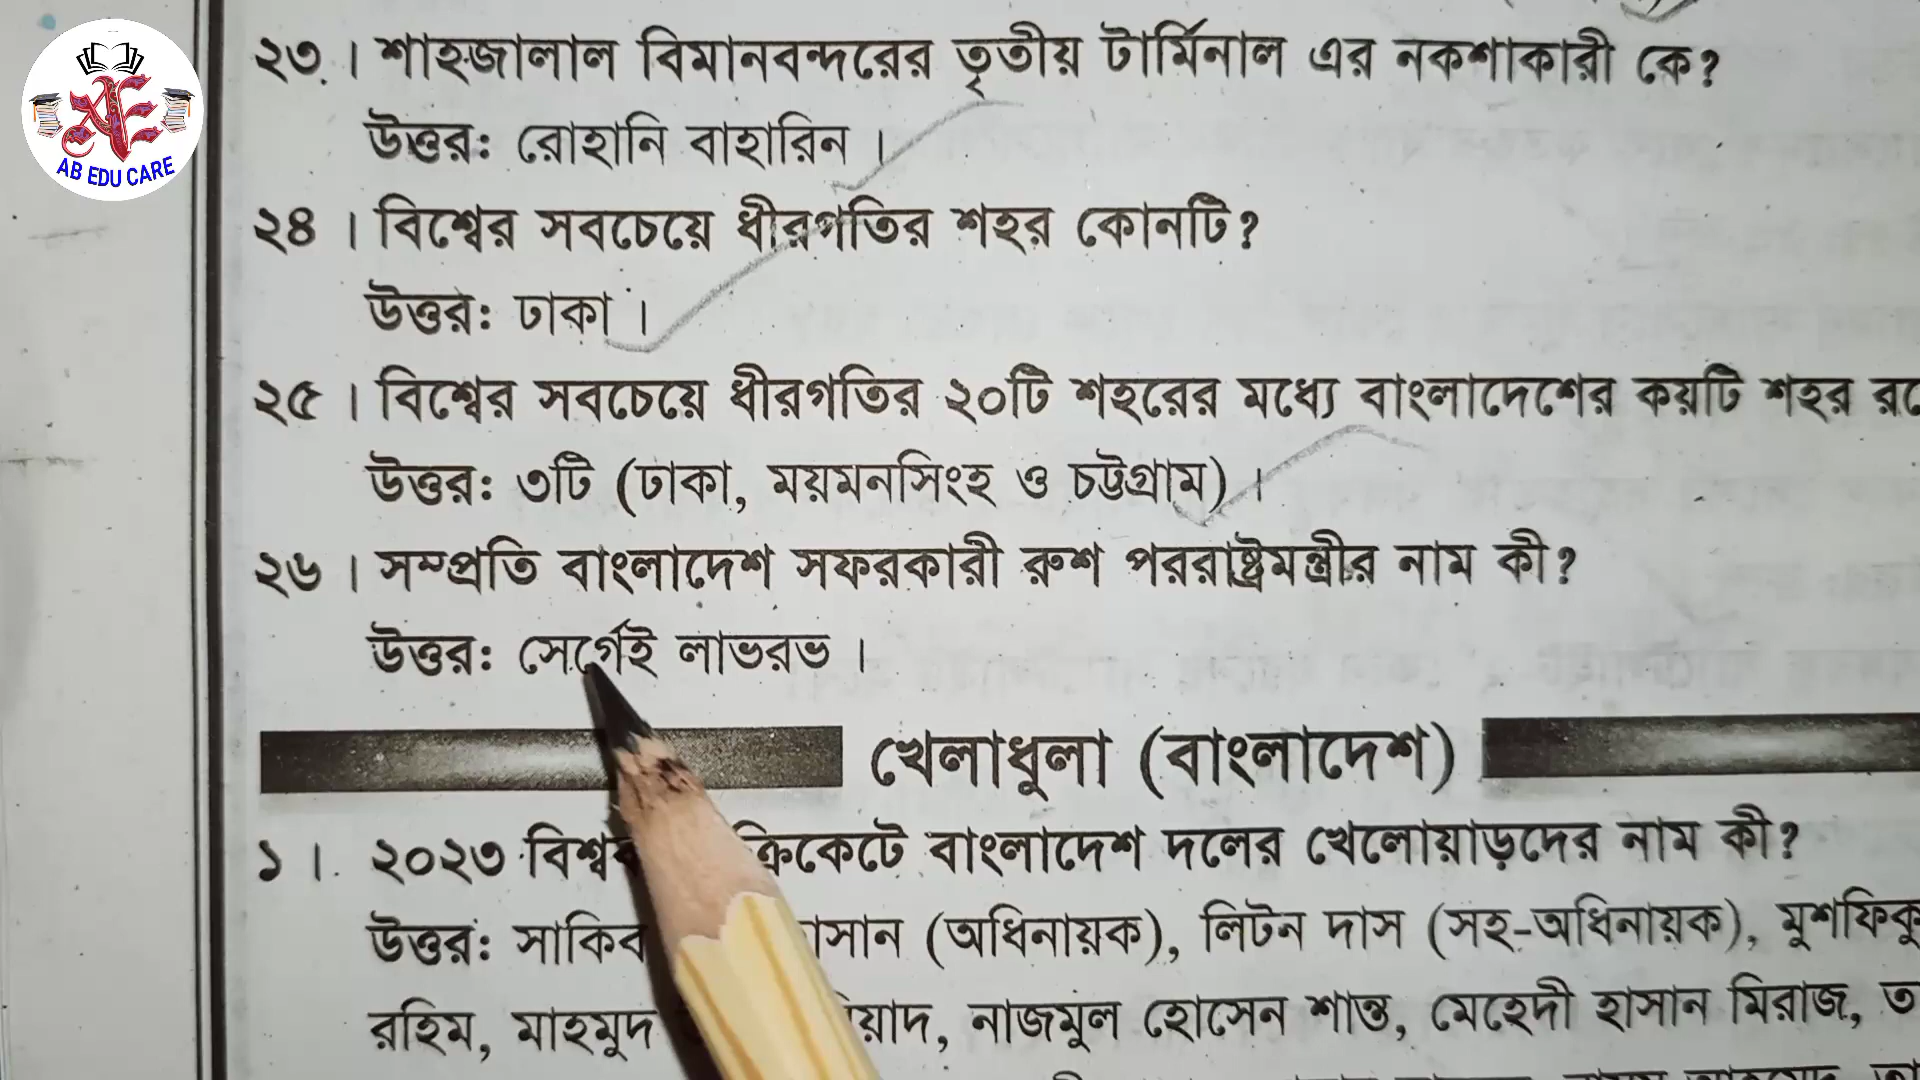 AB EDU CARE
২৩। শাহজালাল বিমানবন্দরের তৃতীয় টার্মিনাল এর নকশাকারী কে?
উত্তর: রোহানি বাহারিন।
২৪। বিশ্বের সবচেয়ে ধীরগতির শহর কোনটি?
উত্তর: ঢাকা।
২৫। বিশ্বের সবচেয়ে ধীরগতির ২০টি শহরের মধ্যে বাংলাদেশের কয়টি শহর
উত্তর: ৩টি (ঢাকা, ময়মনসিংহ ও চট্টগ্রাম)।
২৬। সম্প্রতি বাংলাদেশ সফরকারী রুশ পররাষ্ট্রমন্ত্রীর নাম কী?
উত্তর: সের্গেই লাভরভ।
খেলাধুলা (বাংলাদেশ)
১। ২০২৩ ক্রিকেটে বাংলাদেশ দলের খেলোয়াড়দের নাম কী?
উত্তর: সাকিব (অধিনায়ক), লিটন দাস (সহ-অধিনায়ক),
রহিম, মাহমুদ নাজমুল হোসেন শান্ত, মেহেদী হাসান মিরাজ,